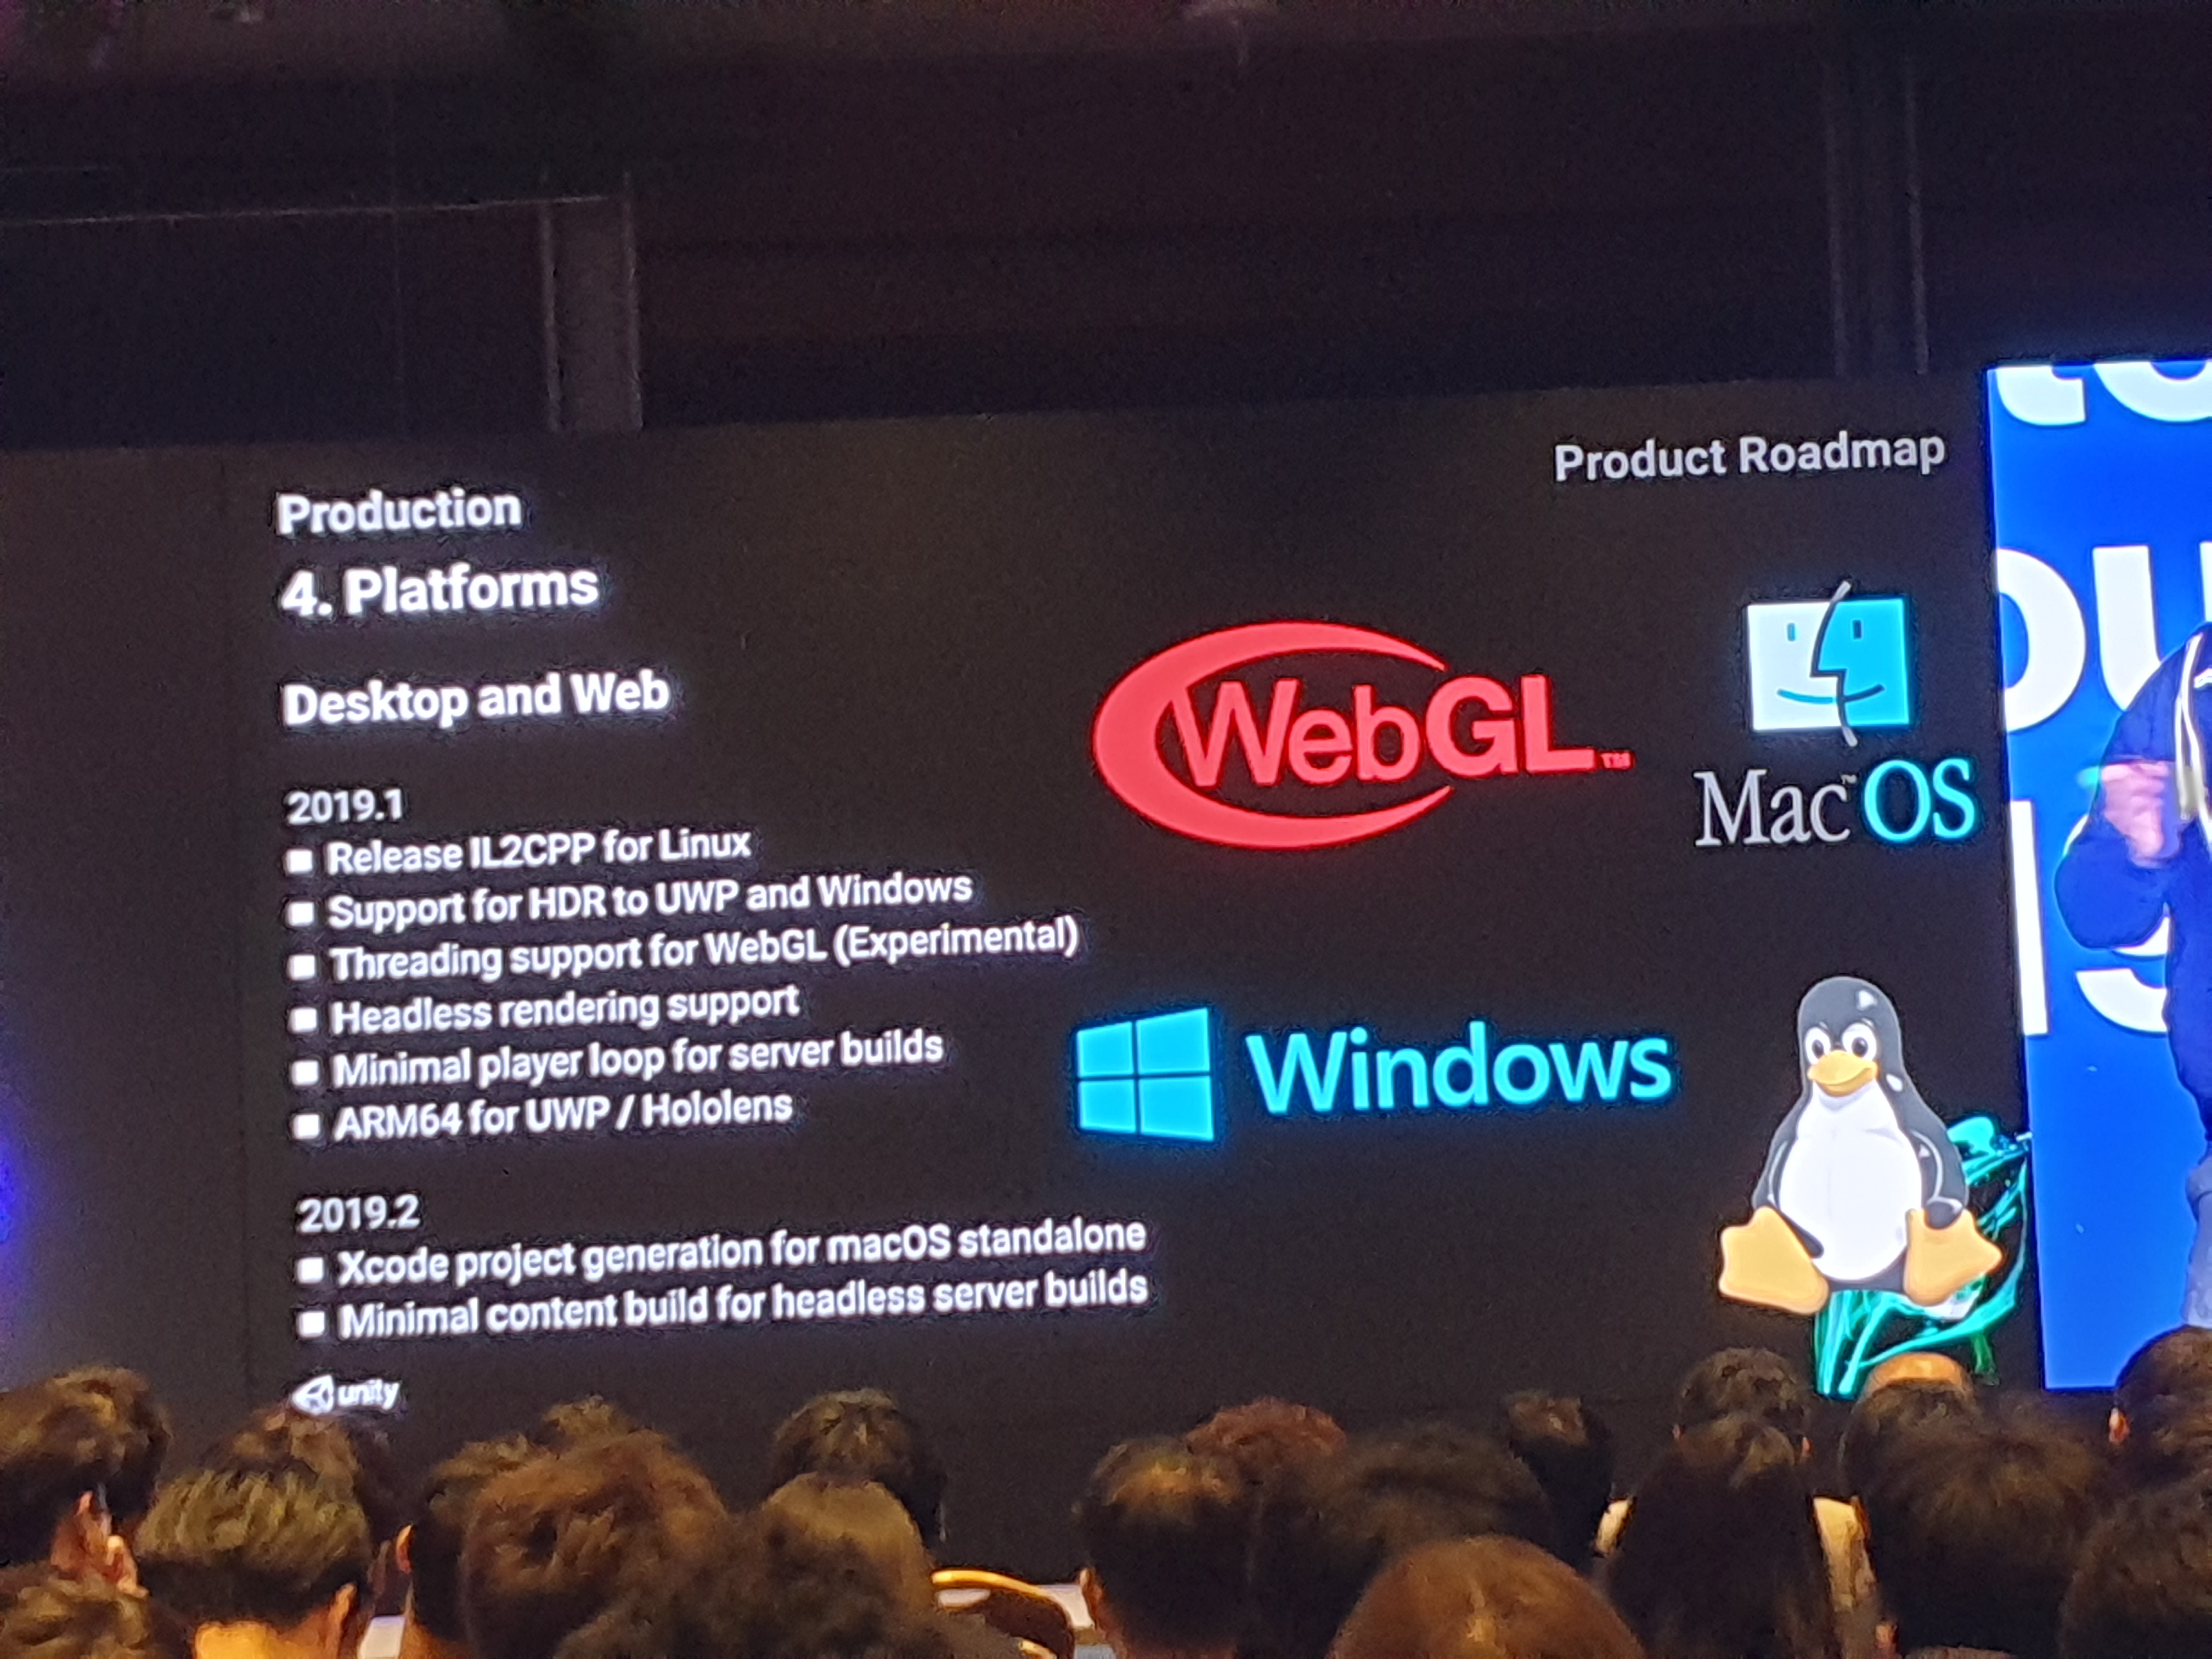 Product Roadmap
Production
4. Platforms
Desktop and Web
2019.1
■ Release IL2CPP for Linux
■ Support for HDR to UWP and Windows
■ Threading support for WebGL (Experimental)
■ Headless rendering support
■ Minimal player loop for server builds
■ ARM64 for UWP / Hololens
2019.2
■ Xcode project generation for macOS standalone
■ Minimal content build for headless server builds
unity
WebGL™
Mac™OS
Windows